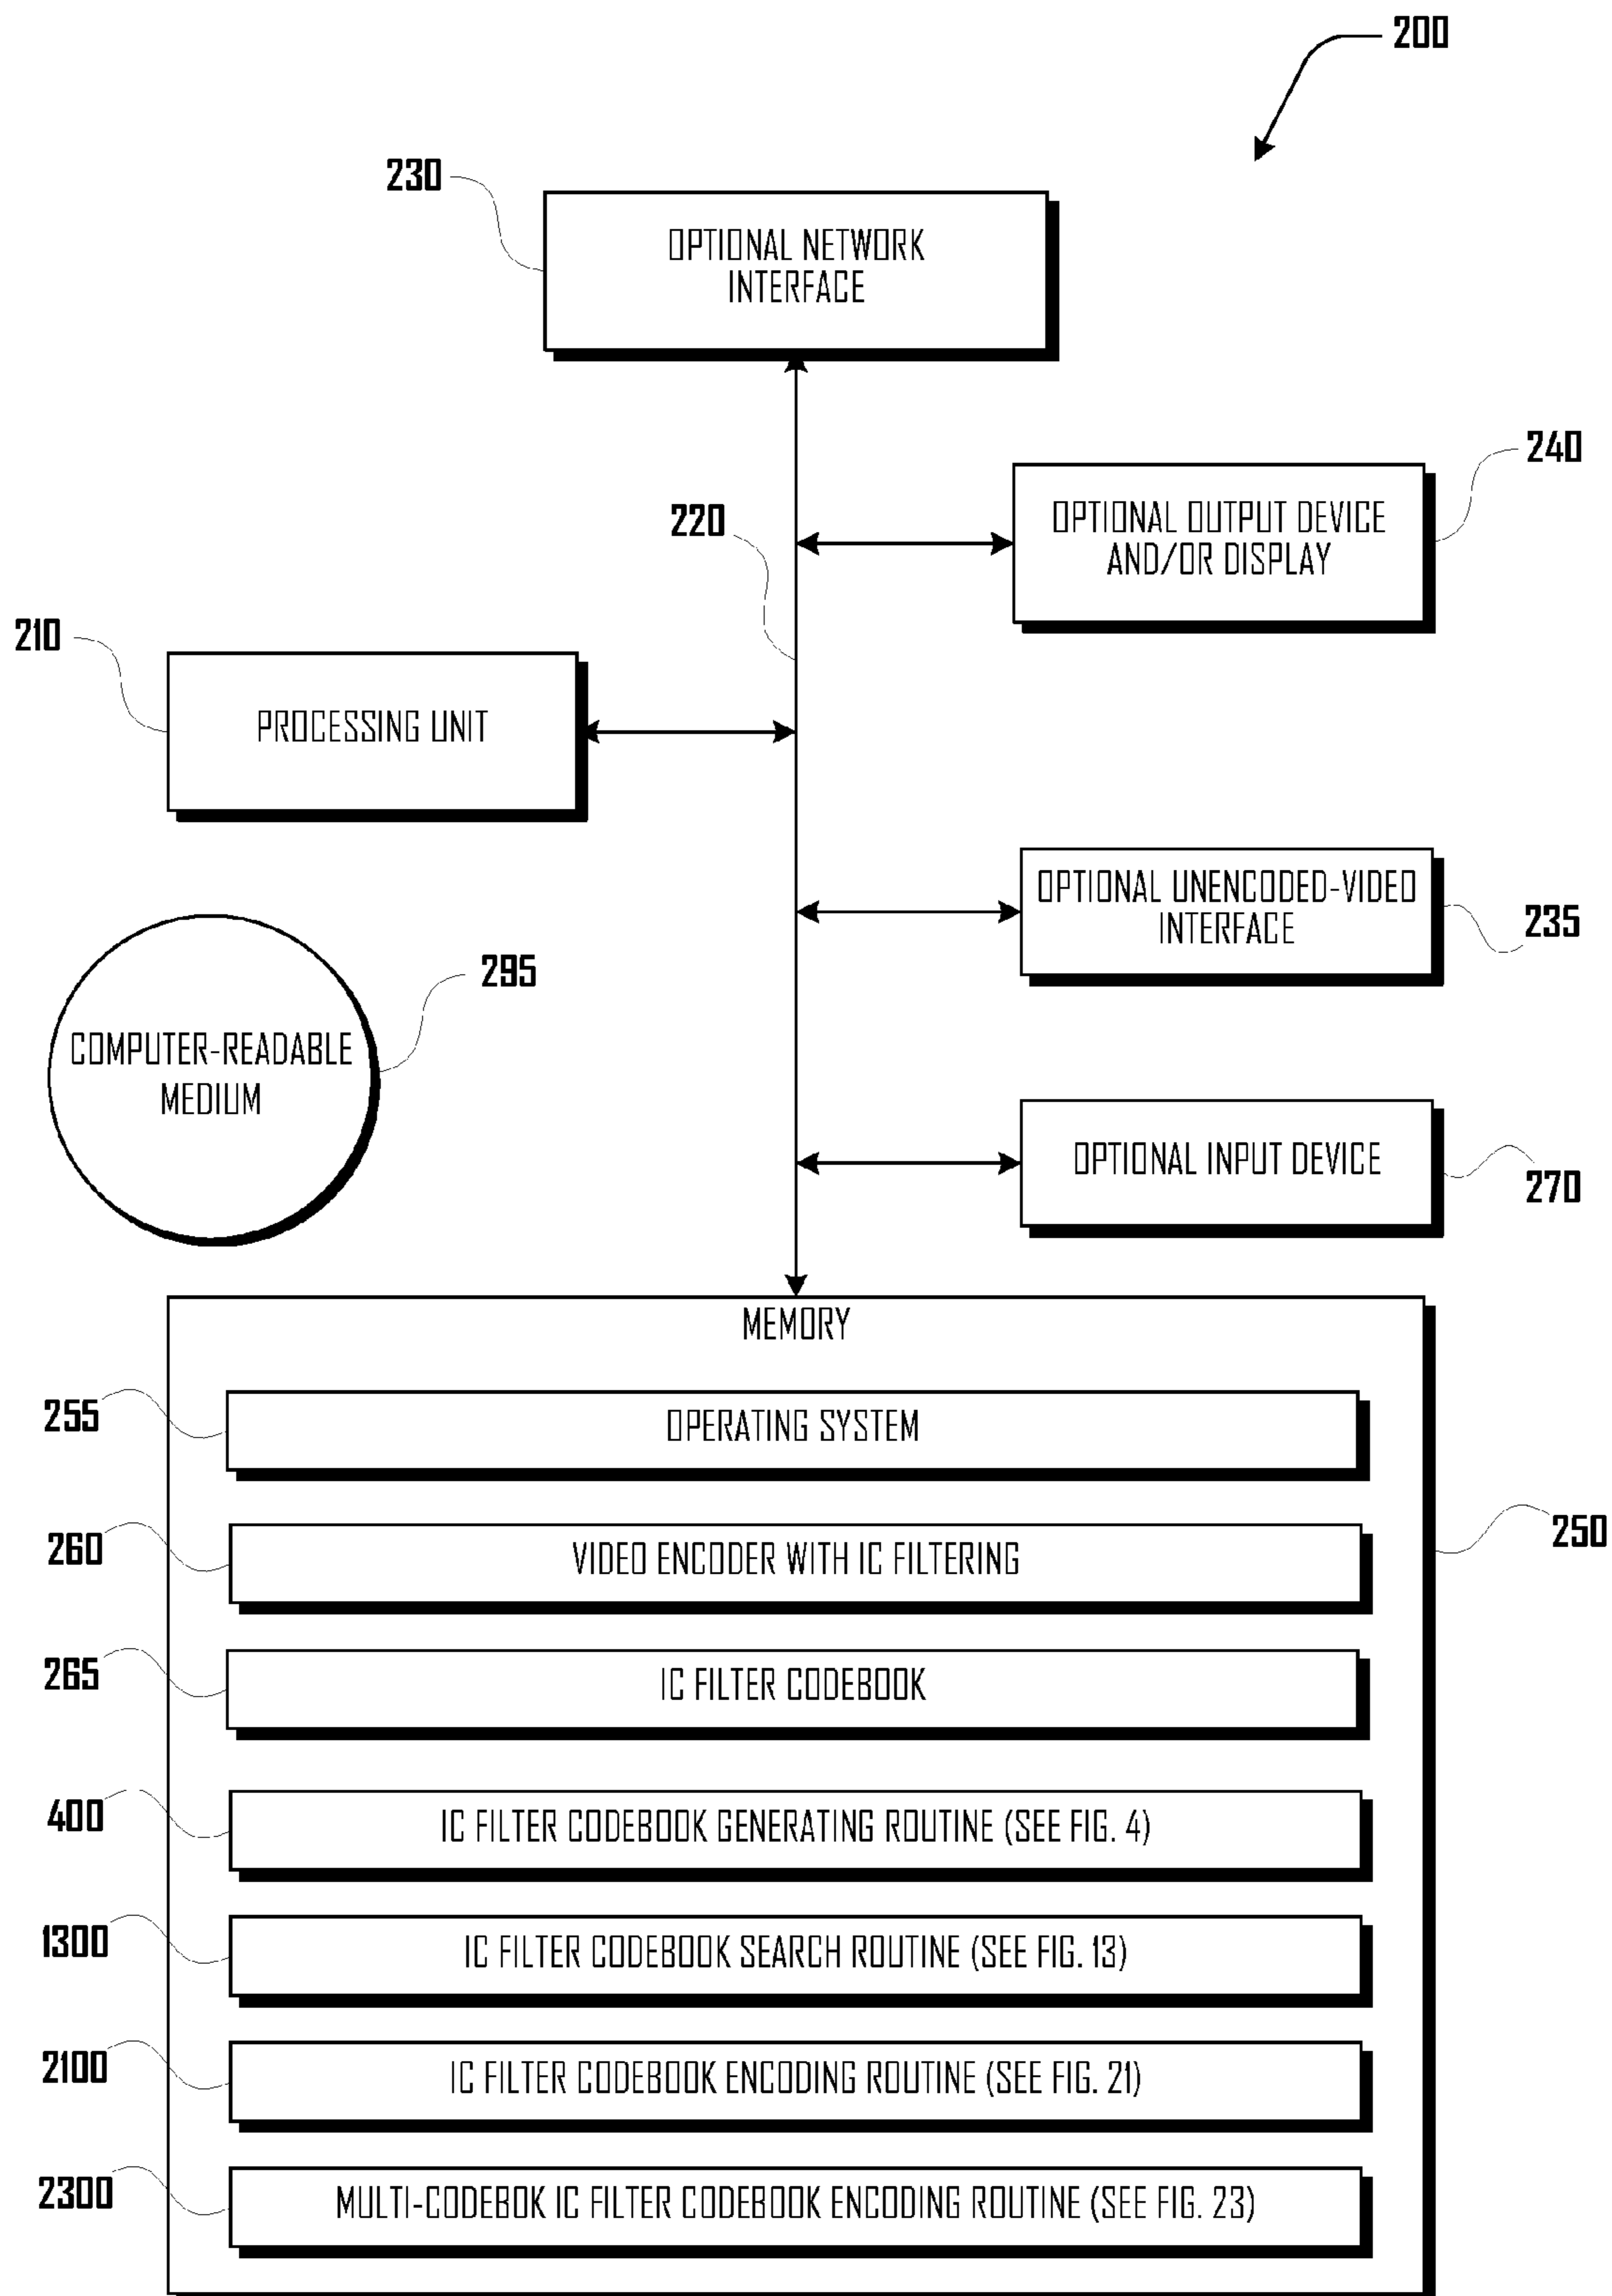 200
230
OPTIONAL NETWORK
INTERFACE
240
OPTIONAL OUTPUT DEVICE
AND/OR DISPLAY
220
210
PROCESSING UNIT
OPTIONAL UNENCODED-VIDEO
INTERFACE
235
295
COMPUTER-READABLE
MEDIUM
OPTIONAL INPUT DEVICE
270
MEMORY
255
OPERATING SYSTEM
250
260
VIDEO ENCODER WITH IC FILTERING
265
IC FILTER CODEBOOK
400
IC FILTER CODEBOOK GENERATING ROUTINE (SEE FIG. 4)
1300
IC FILTER CODEBOOK SEARCH ROUTINE (SEE FIG. 13)
2100
IC FILTER CODEBOOK ENCODING ROUTINE (SEE FIG. 21)
2300
MULTI-CODEBOK IC FILTER CODEBOOK ENCODING ROUTINE (SEE FIG. 23)